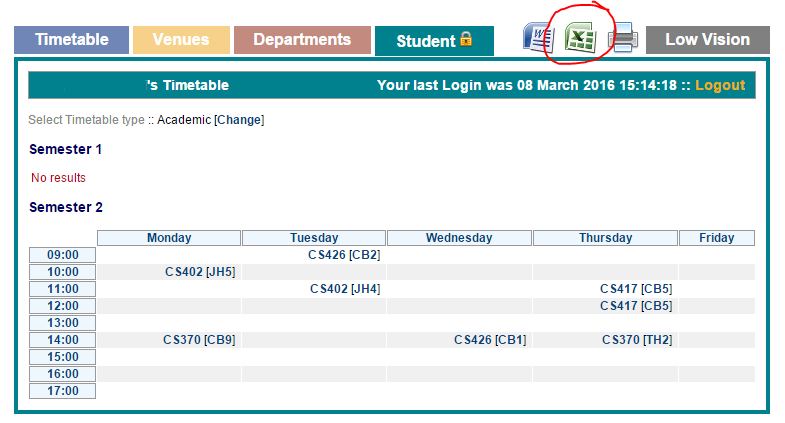 Timetable Venues Departments Student Low Vision
's Timetable Your last Login was 08 March 2016 15:14:18 :: Logout
Select Timetable type :: Academic [Change]
Semester 1
No results
Semester 2
Monday Tuesday Wednesday Thursday Friday
09:00 CS426 [CB2]
10:00 CS402 [JH5]
11:00 CS402 [JH4] CS417 [CB5]
12:00 CS417 [CB5]
13:00
14:00 CS370 [CB9] CS426 [CB1] CS370 [TH2]
15:00
16:00
17:00